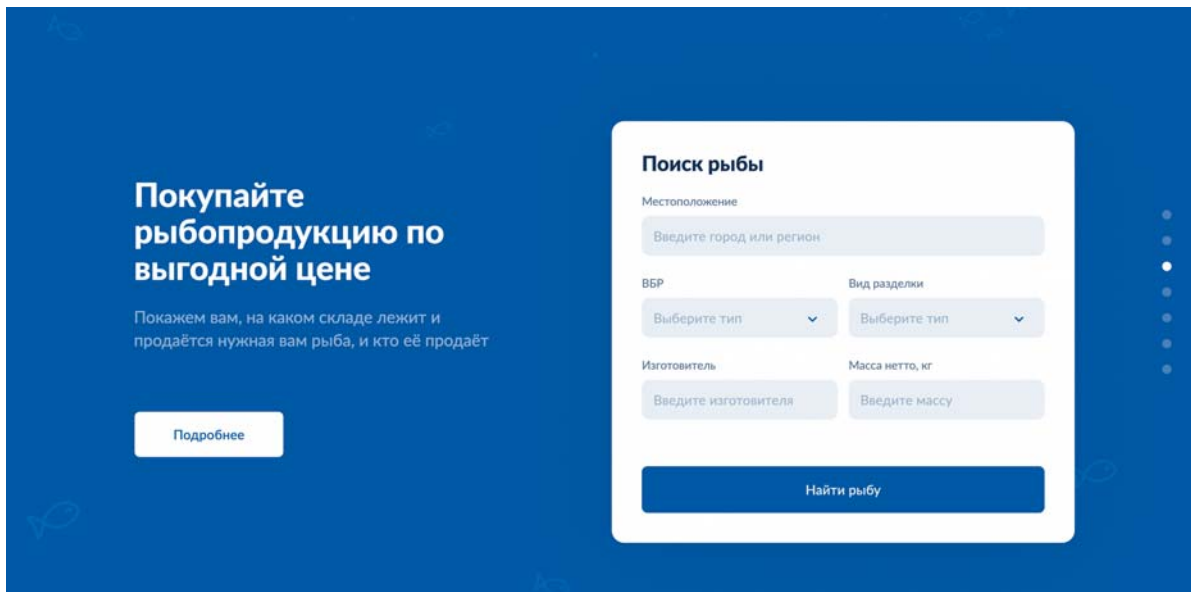 Покупайте
рыбопродукцию по
выгодной цене
Покажем вам, на каком складе лежит и
продаётся нужная вам рыба, и кто её продаёт
Подробнее
Поиск рыбы
Местоположение
Введите город или регион
ВБР
Вид разделки
Выберите тип
Выберите тип
Изготовитель
Масса нетто, кг
Введите изготовителя
Введите массу
Найти рыбу